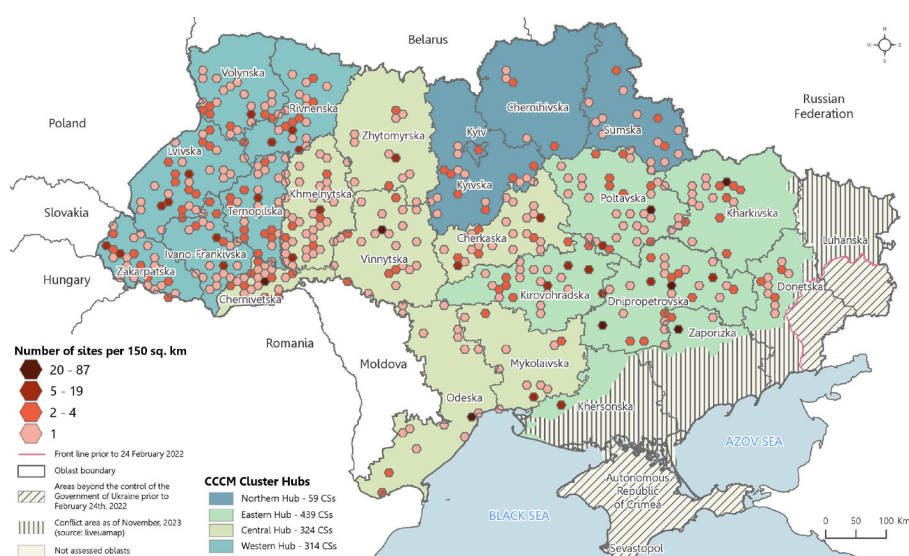 Belarus
Russian
Federation
Poland
Slovakia
Hungary
Romania
Moldova
Volynska
Rivnenska
Zhytomyrska
Kyiv
Chernihivska
Sumska
Lvivska
Kyivska
Khmelnytska
Ternopilska
Poltavska
Kharkivska
Luhanska
Cherkaska
Ivano-Frankivska
Zakarpatska
Vinnytska
Chernivetska
Kirovohradska
Dnipropetrovska
Donetska
Zaporizka
Mykolaivska
Odeska
Khersonska
AZOV SEA
BLACK SEA
Autonomous
Republic
of Crimea
Sevastopol
N
W
E
S
Number of sites per 150 sq. km
20 - 87
5 - 19
2 - 4
1
Front line prior to 24 February 2022
Oblast boundary
Areas beyond the control of the
Government of Ukraine prior to
February 24th, 2022
Conflict area as of November, 2023
(source: liveuamap)
Not assessed oblasts
CCCM Cluster Hubs
Northern Hub - 59 CSs
Eastern Hub - 439 CSs
Central Hub - 324 CSs
Western Hub - 314 CSs
0 50 100 Km